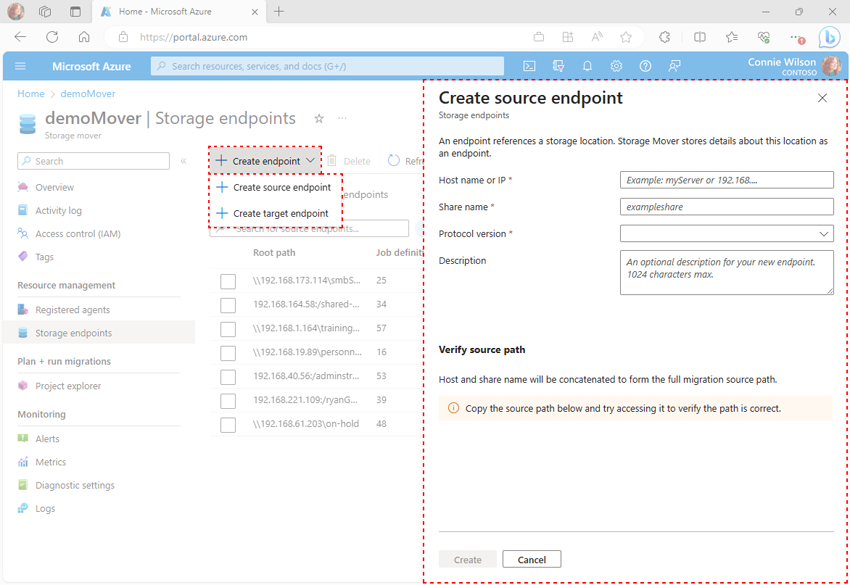 Home - Microsoft Azure
https://portal.azure.com
Microsoft Azure
Search resources, services, and docs (G+/)
Connie Wilson
CONTOSO
Home > demoMover
demoMover | Storage endpoints
Storage mover
Search
Overview
Activity log
Access control (IAM)
Tags
Resource management
Registered agents
Storage endpoints
Plan + run migrations
Project explorer
Monitoring
Alerts
Metrics
Diagnostic settings
Logs
Create endpoint
Delete
Create source endpoint
Create target endpoint
endpoints
Search for source endpoints...
Root path Job definit
\\192.168.173.114\smbS... 25
192.168.164.58:/shared-... 34
\\192.168.1.164\training... 57
\\192.168.19.89\personn... 16
192.168.40.56:/adminstr... 53
192.168.221.109:/ryanG... 39
\\192.168.61.203\on-hold 48
Create source endpoint
Storage endpoints
An endpoint references a storage location. Storage Mover stores details about this location as
an endpoint.
Host name or IP *
Example: myServer or 192.168....
Share name *
exampleshare
Protocol version *
Description
An optional description for your new endpoint.
1024 characters max.
Verify source path
Host and share name will be concatenated to form the full migration source path.
Copy the source path below and try accessing it to verify the path is correct.
Create
Cancel